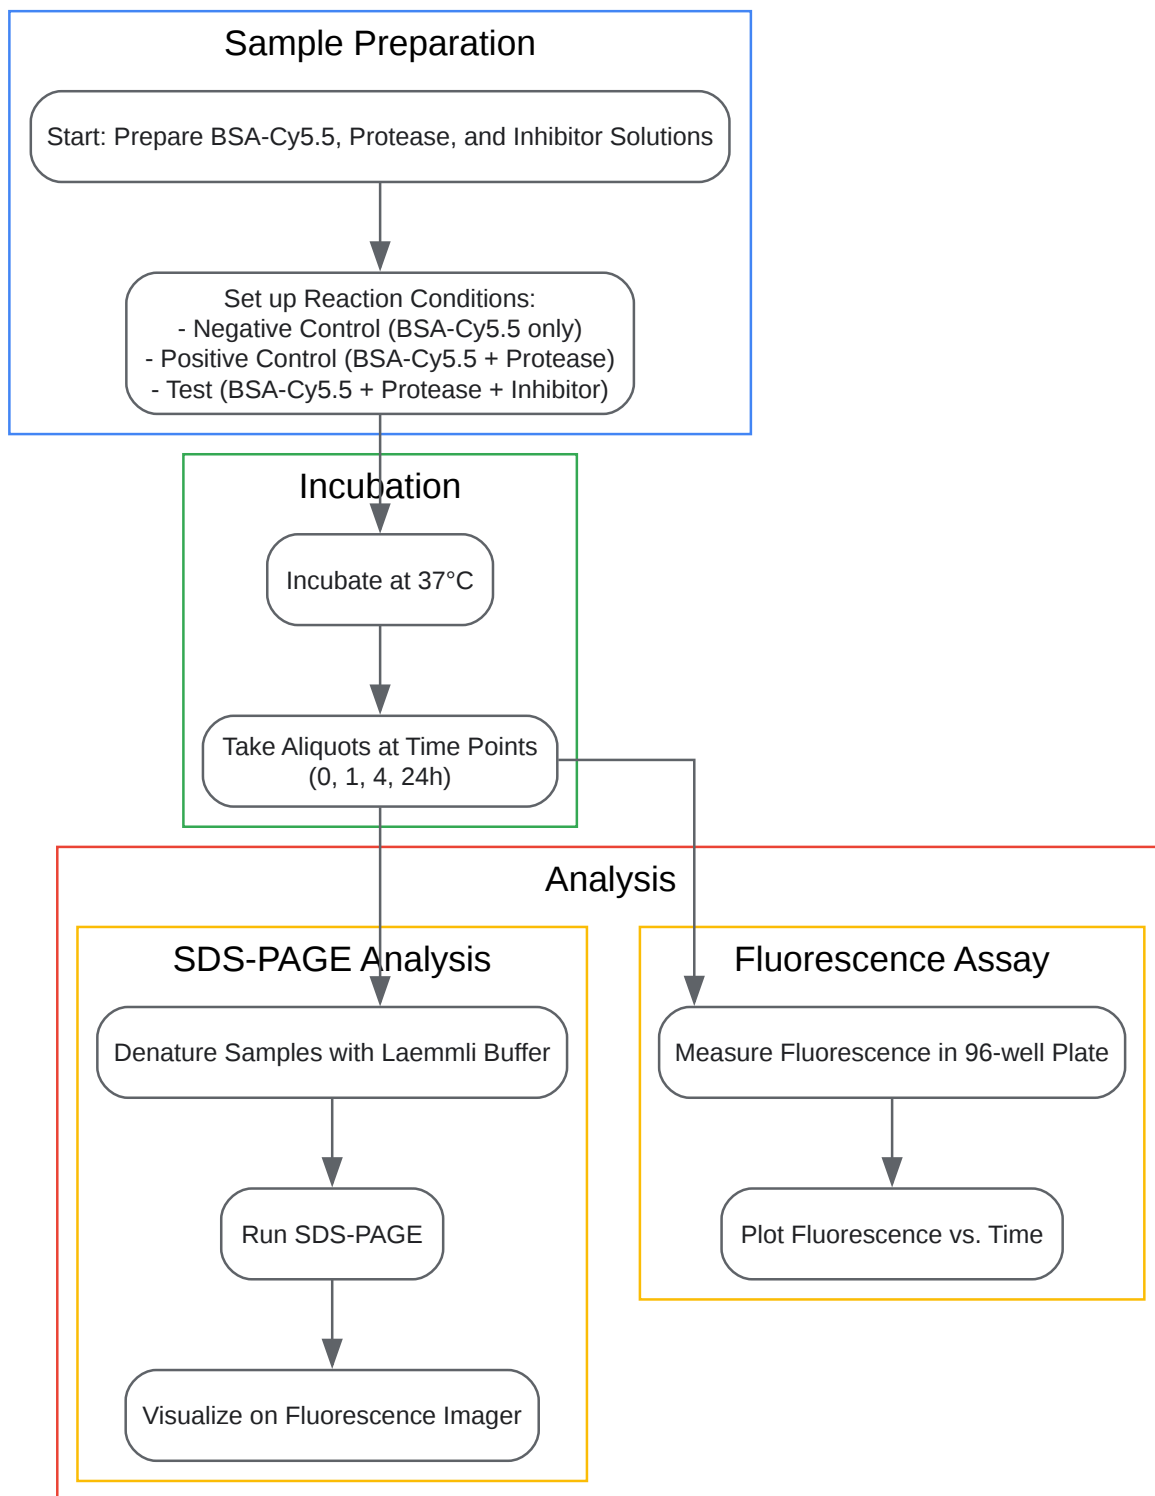 Sample Preparation
Start: Prepare BSA-Cy5.5, Protease, and Inhibitor Solutions
Set up Reaction Conditions:
- Negative Control (BSA-Cy5.5 only)
- Positive Control (BSA-Cy5.5 + Protease)
- Test (BSA-Cy5.5 + Protease + Inhibitor)
Incubation
Incubate at 37°C
Take Aliquots at Time Points
(0, 1, 4, 24h)
Analysis
SDS-PAGE Analysis
Denature Samples with Laemmli Buffer
Run SDS-PAGE
Visualize on Fluorescence Imager
Fluorescence Assay
Measure Fluorescence in 96-well Plate
Plot Fluorescence vs. Time